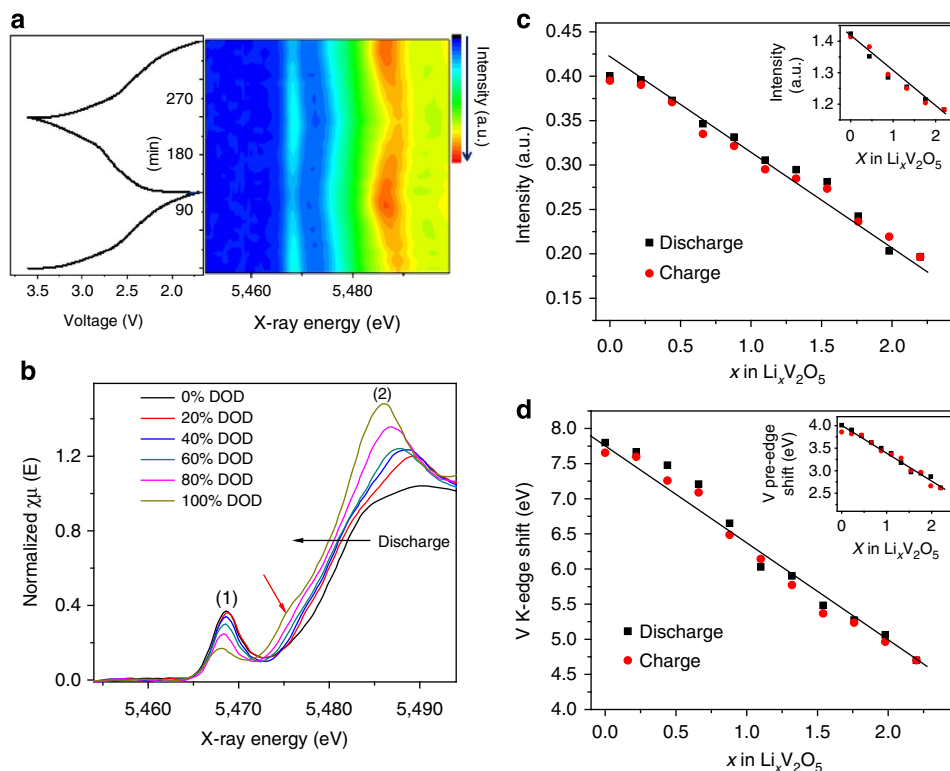 a
270
180
90
(min)
3.5 3.0 2.5 2.0
Voltage (V)
5,460 5,480
X-ray energy (eV)
Intensity (a.u.)
b
0% DOD
20% DOD
40% DOD
60% DOD
80% DOD
100% DOD
(1)
(2)
Discharge
1.2
0.8
0.4
0.0
Normalized χμ (E)
5,460 5,470 5,480 5,490
X-ray energy (eV)
c
0.45
0.40
0.35
0.30
0.25
0.20
0.15
Intensity (a.u.)
Discharge
Charge
0.0 0.5 1.0 1.5 2.0
x in LixV2O5
1.4
1.3
1.2
Intensity
(a.u.)
0 1 2
X in LixV2O5
d
8.0
7.5
7.0
6.5
6.0
5.5
5.0
4.5
4.0
V K-edge shift (eV)
Discharge
Charge
0.0 0.5 1.0 1.5 2.0
x in LixV2O5
4.0
3.5
3.0
2.5
V pre-edge
shift (eV)
0 1 2
X in LixV2O5